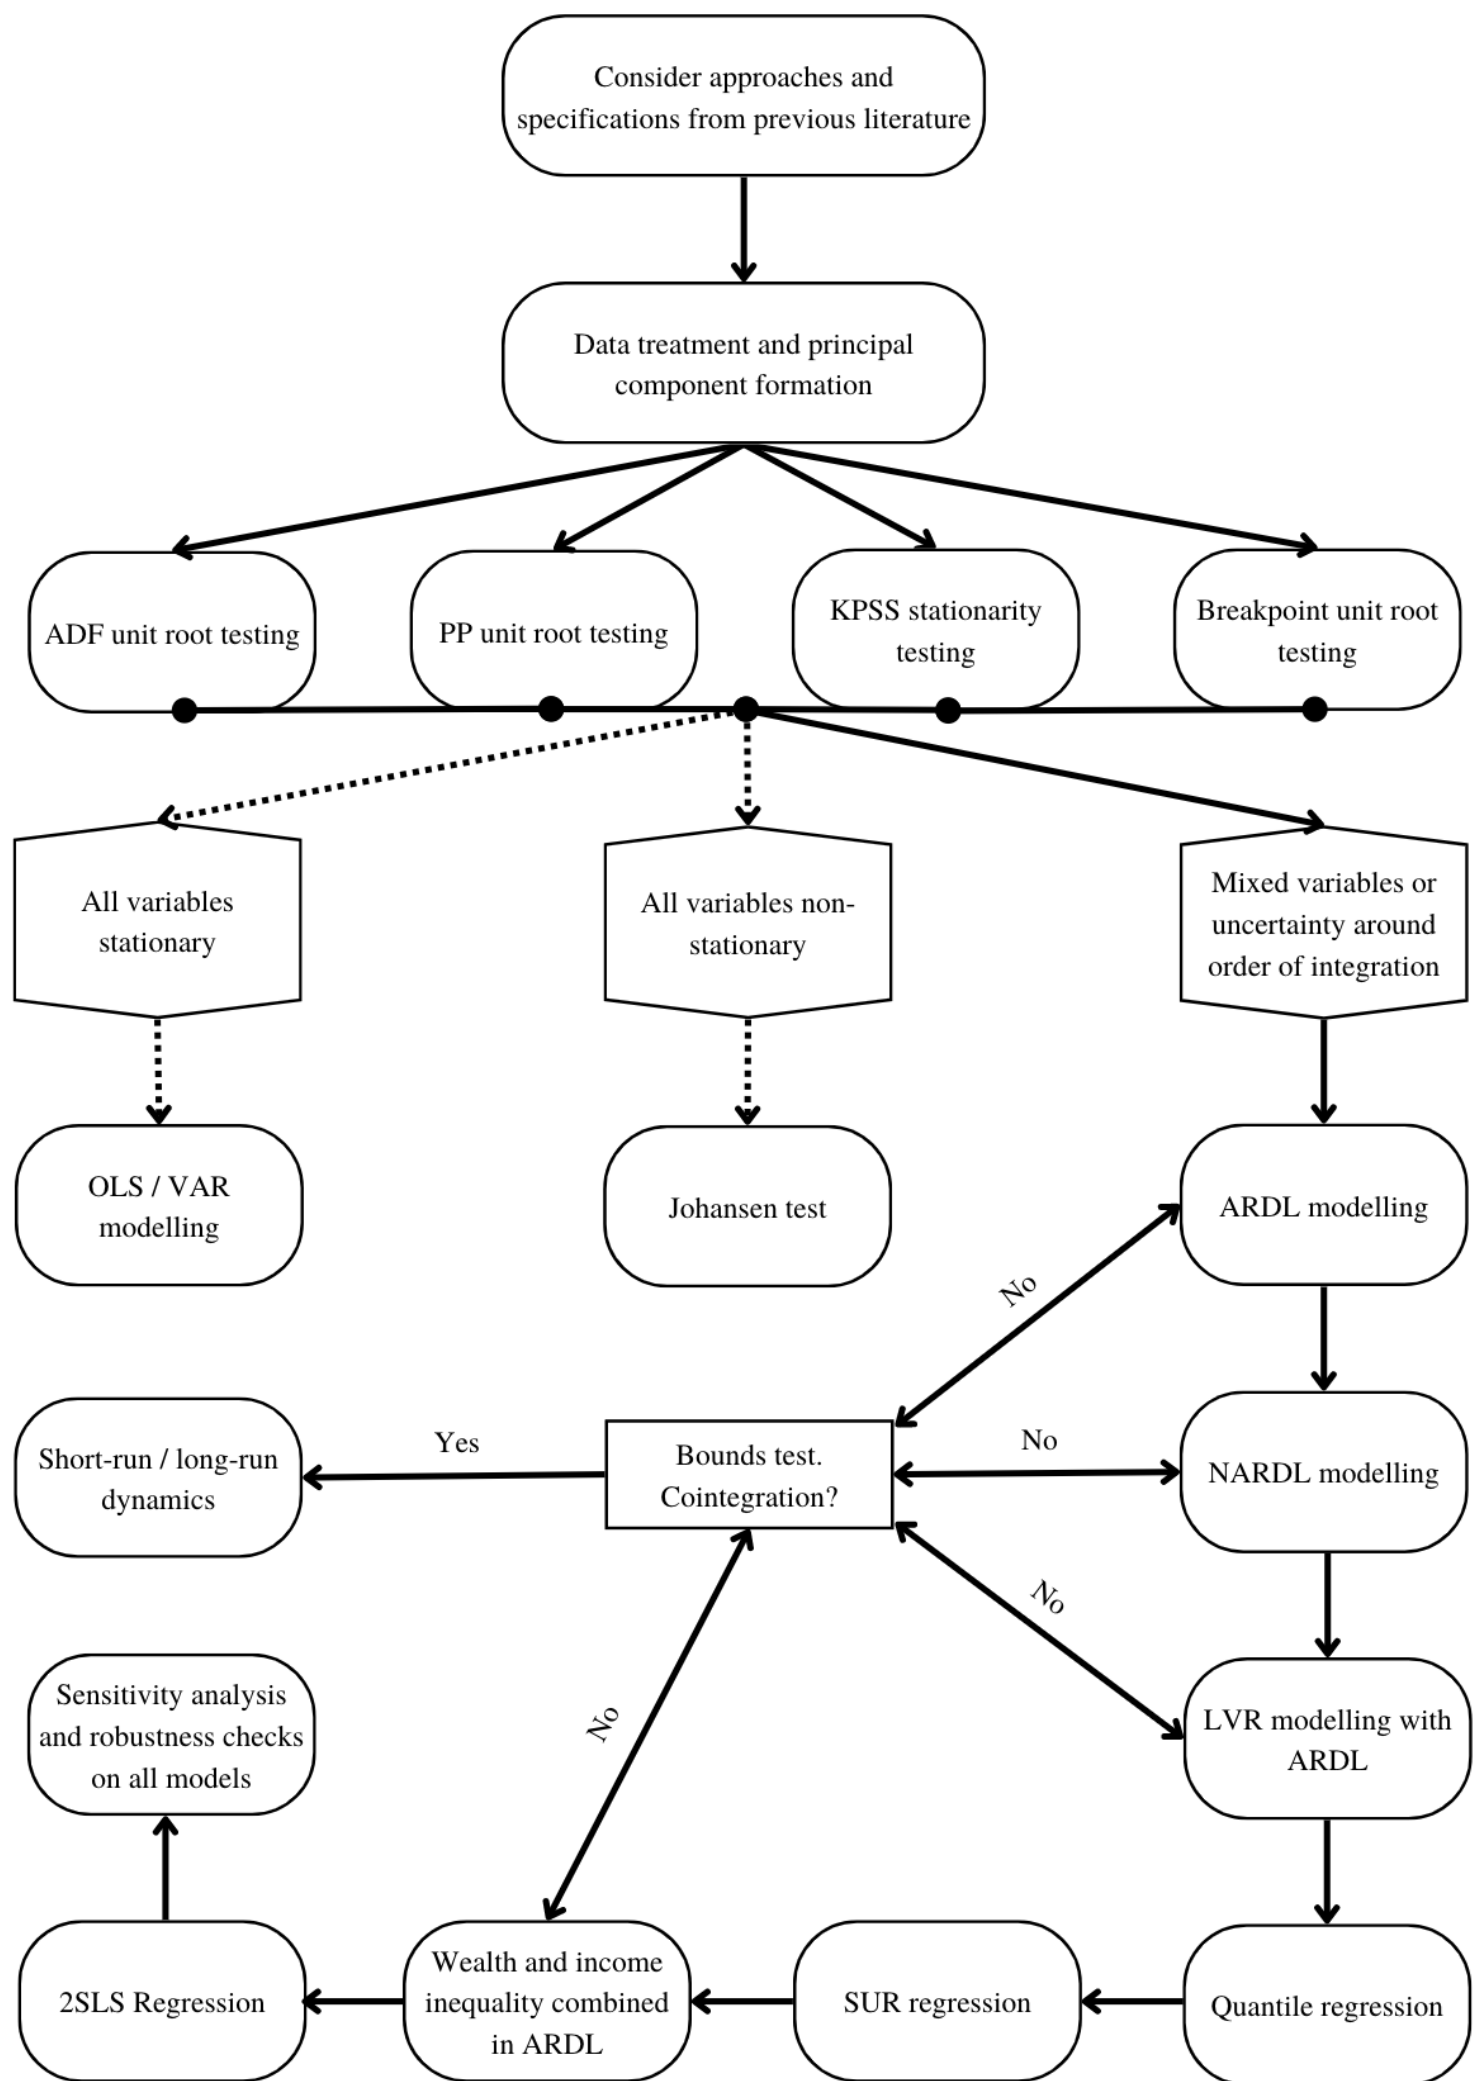 Consider approaches and
specifications from previous literature
Data treatment and principal
component formation
ADF unit root testing
PP unit root testing
KPSS stationarity
testing
Breakpoint unit root
testing
All variables
stationary
All variables non-
stationary
Mixed variables or
uncertainty around
order of integration
OLS / VAR
modelling
Johansen test
ARDL modelling
No
Short-run / long-run
dynamics
Yes
Bounds test.
Cointegration?
No
NARDL modelling
No
Sensitivity analysis
and robustness checks
on all models
No
LVR modelling with
ARDL
2SLS Regression
Wealth and income
inequality combined
in ARDL
SUR regression
Quantile regression